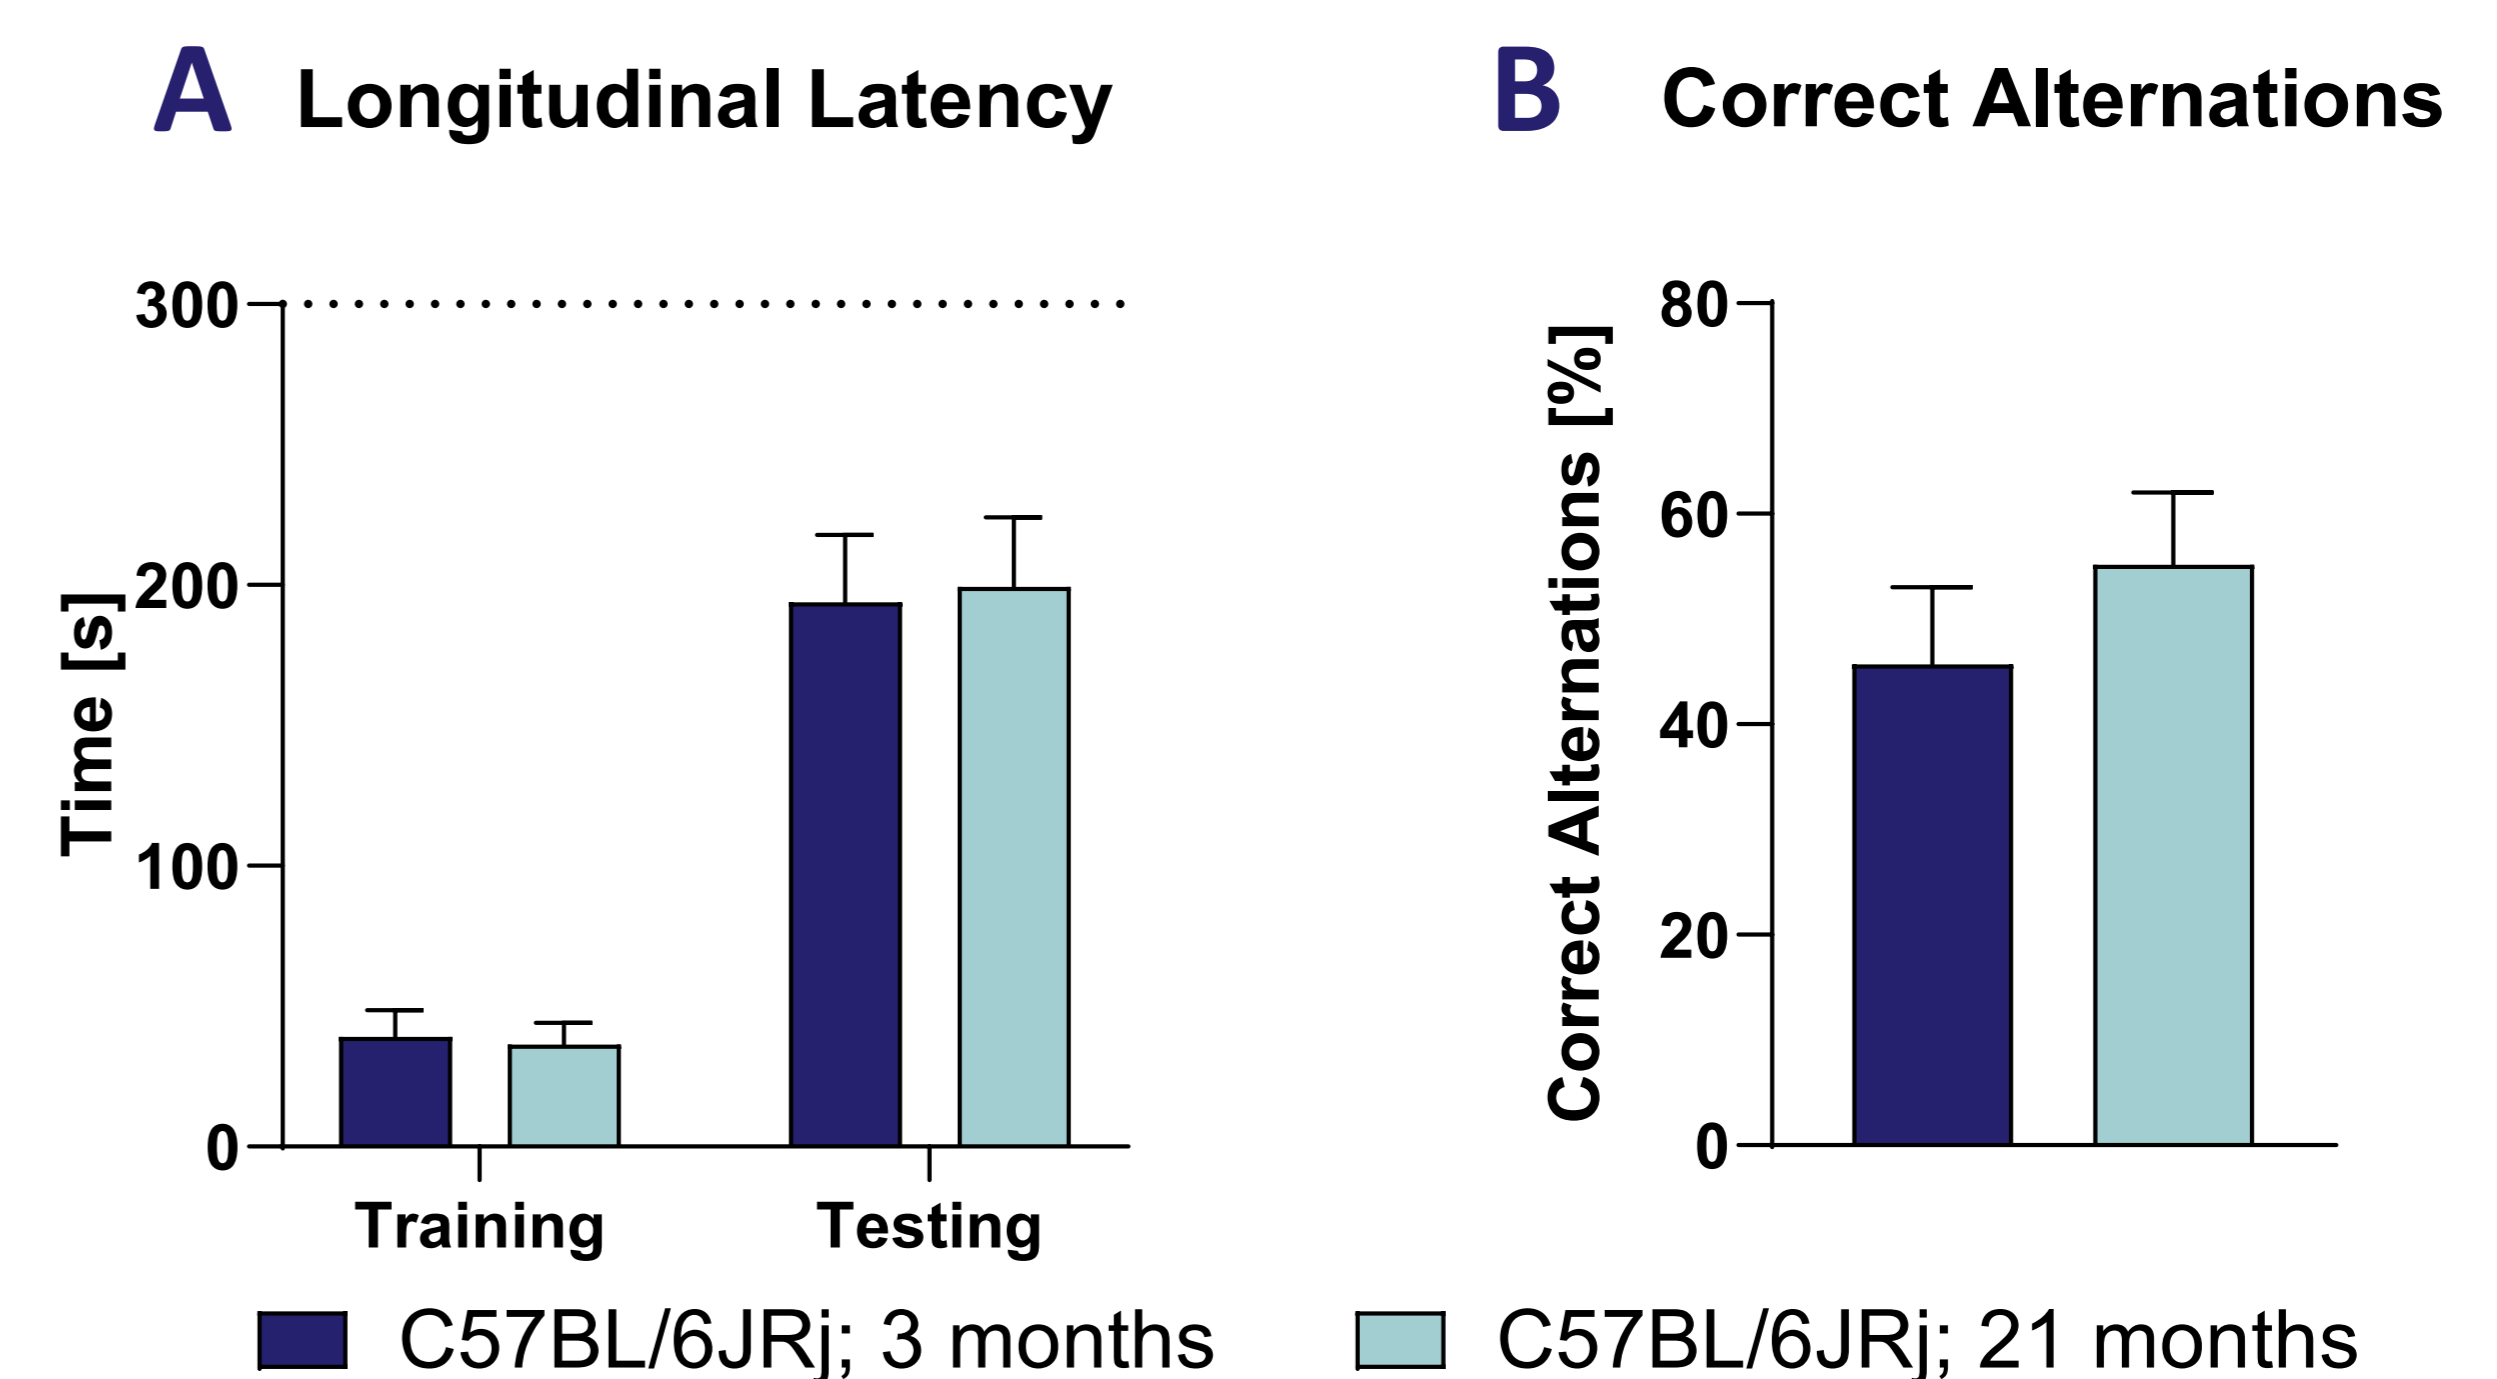 A Longitudinal Latency
300
200
100
0
Time [s]
Training Testing
B Correct Alternations
80
60
40
20
0
Correct Alternations [%]
C57BL/6JRj; 3 months
C57BL/6JRj; 21 months